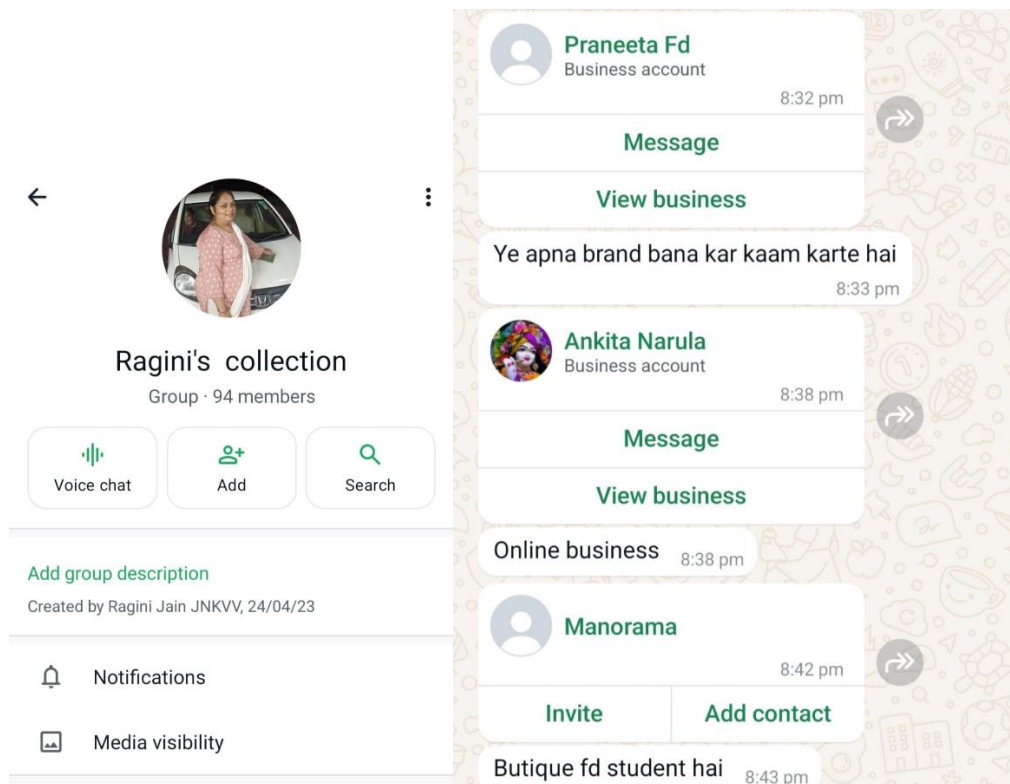 Ragini's collection
Group · 94 members
Voice chat
Add
Search
Add group description
Created by Ragini Jain JNKVV, 24/04/23
Notifications
Media visibility
Praneeta Fd
Business account
8:32 pm
Message
View business
Ye apna brand bana kar kaam karte hai
8:33 pm
Ankita Narula
Business account
8:38 pm
Message
View business
Online business 8:38 pm
Manorama
8:42 pm
Invite Add contact
Butique fd student hai 8:43 pm